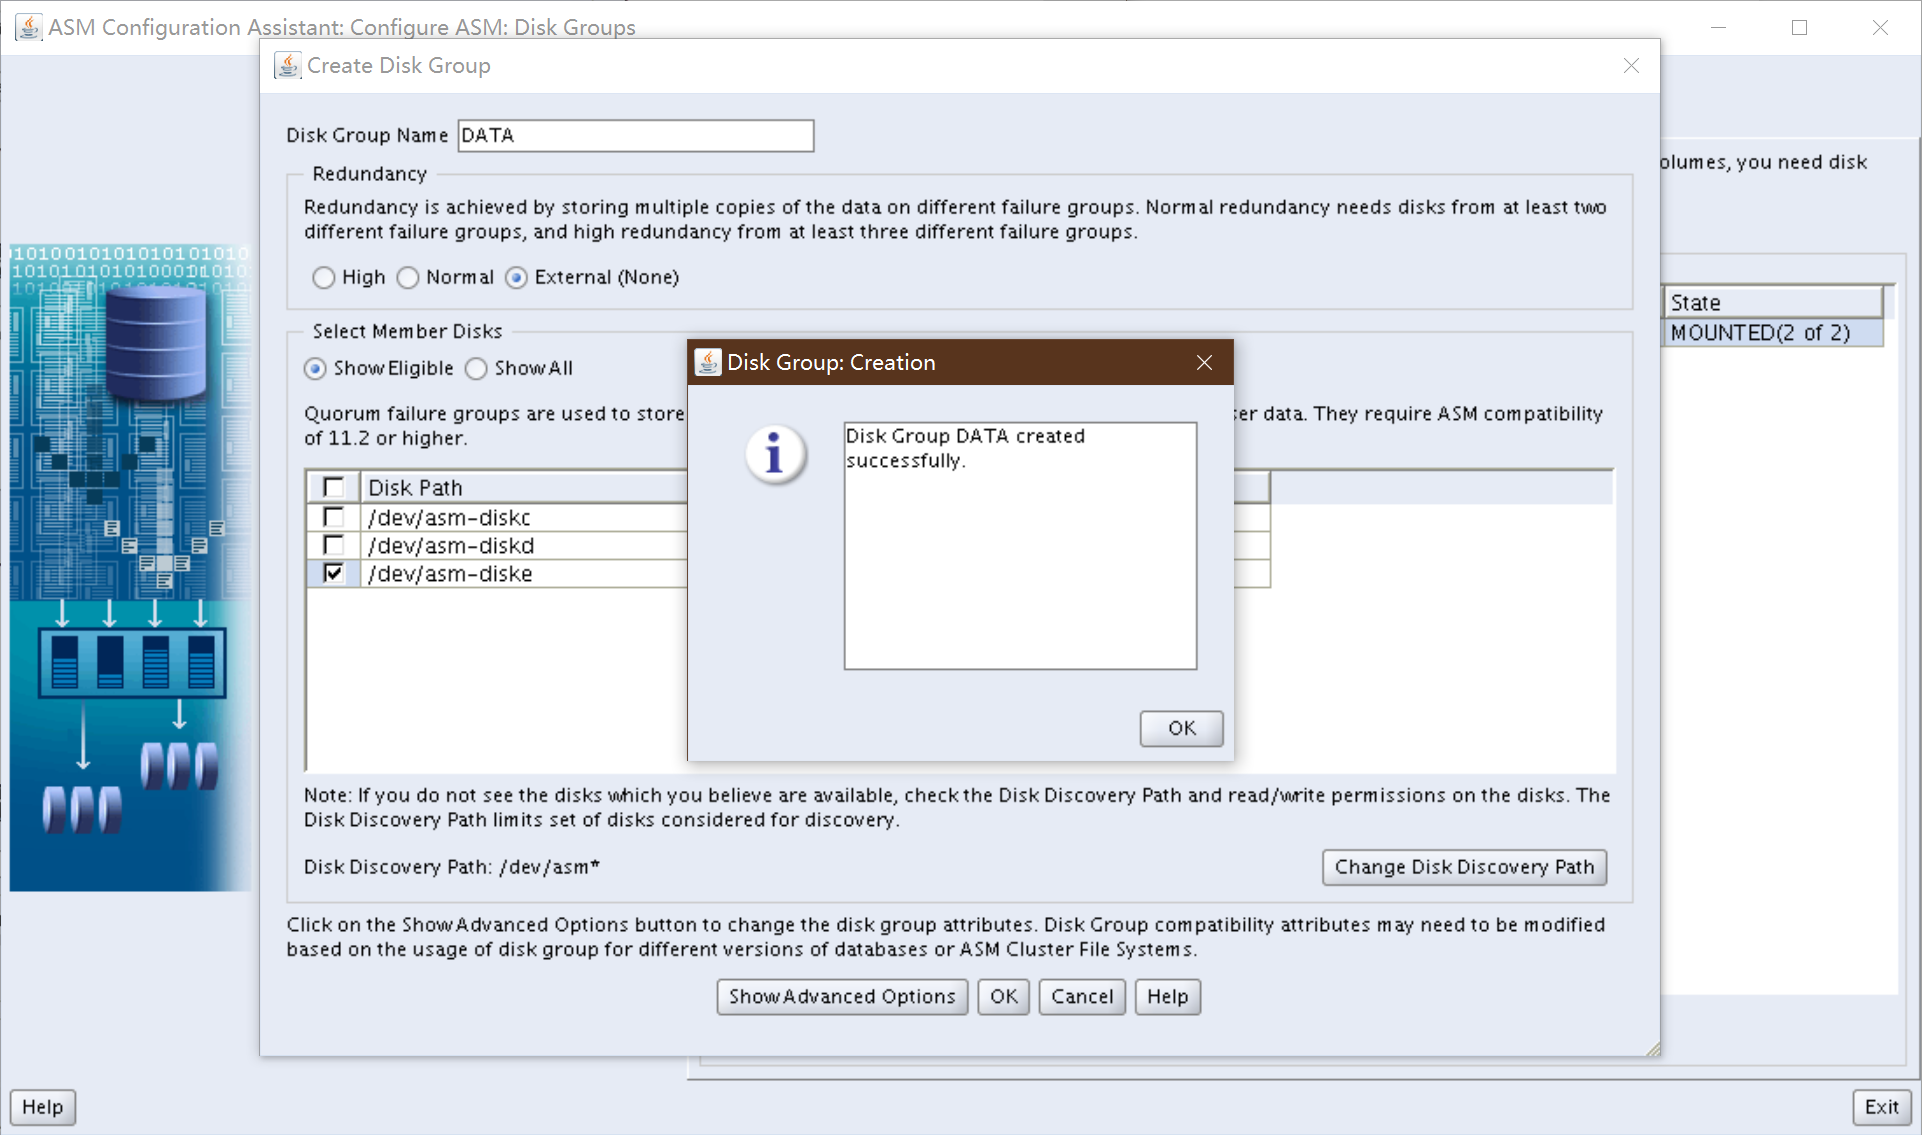 ASM Configuration Assistant: Configure ASM: Disk Groups
Create Disk Group
Disk Group Name DATA
olumes, you need disk
Redundancy
Redundancy is achieved by storing multiple copies of the data on different failure groups. Normal redundancy needs disks from at least two
different failure groups, and high redundancy from at least three different failure groups.
High Normal External (None)
State
MOUNTED(2 of 2)
Select Member Disks
Show Eligible Show All
Quorum failure groups are used to store
er data. They require ASM compatibility
of 11.2 or higher.
Disk Path
/dev/asm-diskc
/dev/asm-diskd
/dev/asm-diske
Disk Group: Creation
Disk Group DATA created
successfully.
OK
Note: If you do not see the disks which you believe are available, check the Disk Discovery Path and read/write permissions on the disks. The
Disk Discovery Path limits set of disks considered for discovery.
Disk Discovery Path: /dev/asm*
Change Disk Discovery Path
Click on the Show Advanced Options button to change the disk group attributes. Disk Group compatibility attributes may need to be modified
based on the usage of disk group for different versions of databases or ASM Cluster File Systems.
Show Advanced Options OK Cancel Help
Help
Exit